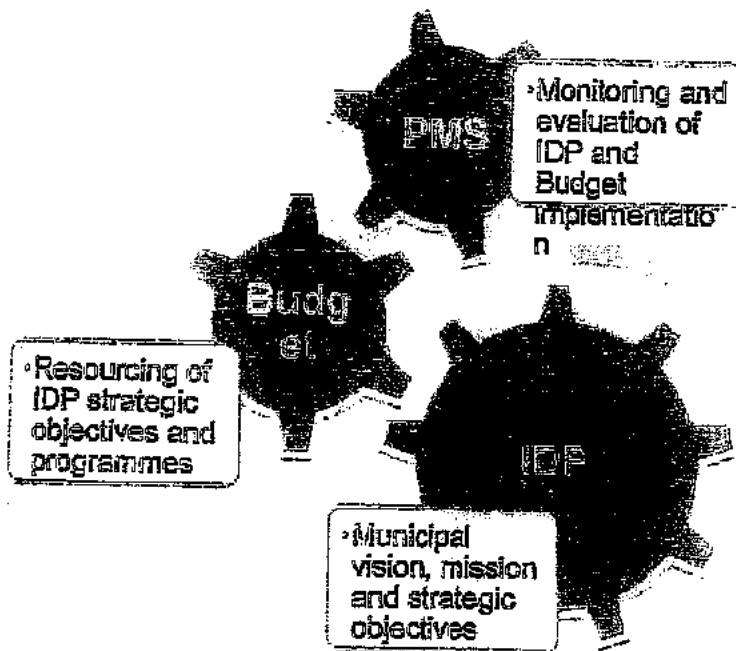 PMS
•Monitoring and
evaluation of
IDP and
Budget
implementatio
n
Budg
et
•Resourcing of
IDP strategic
objectives and
programmes
IDP
•Municipal
vision, mission
and strategic
objectives